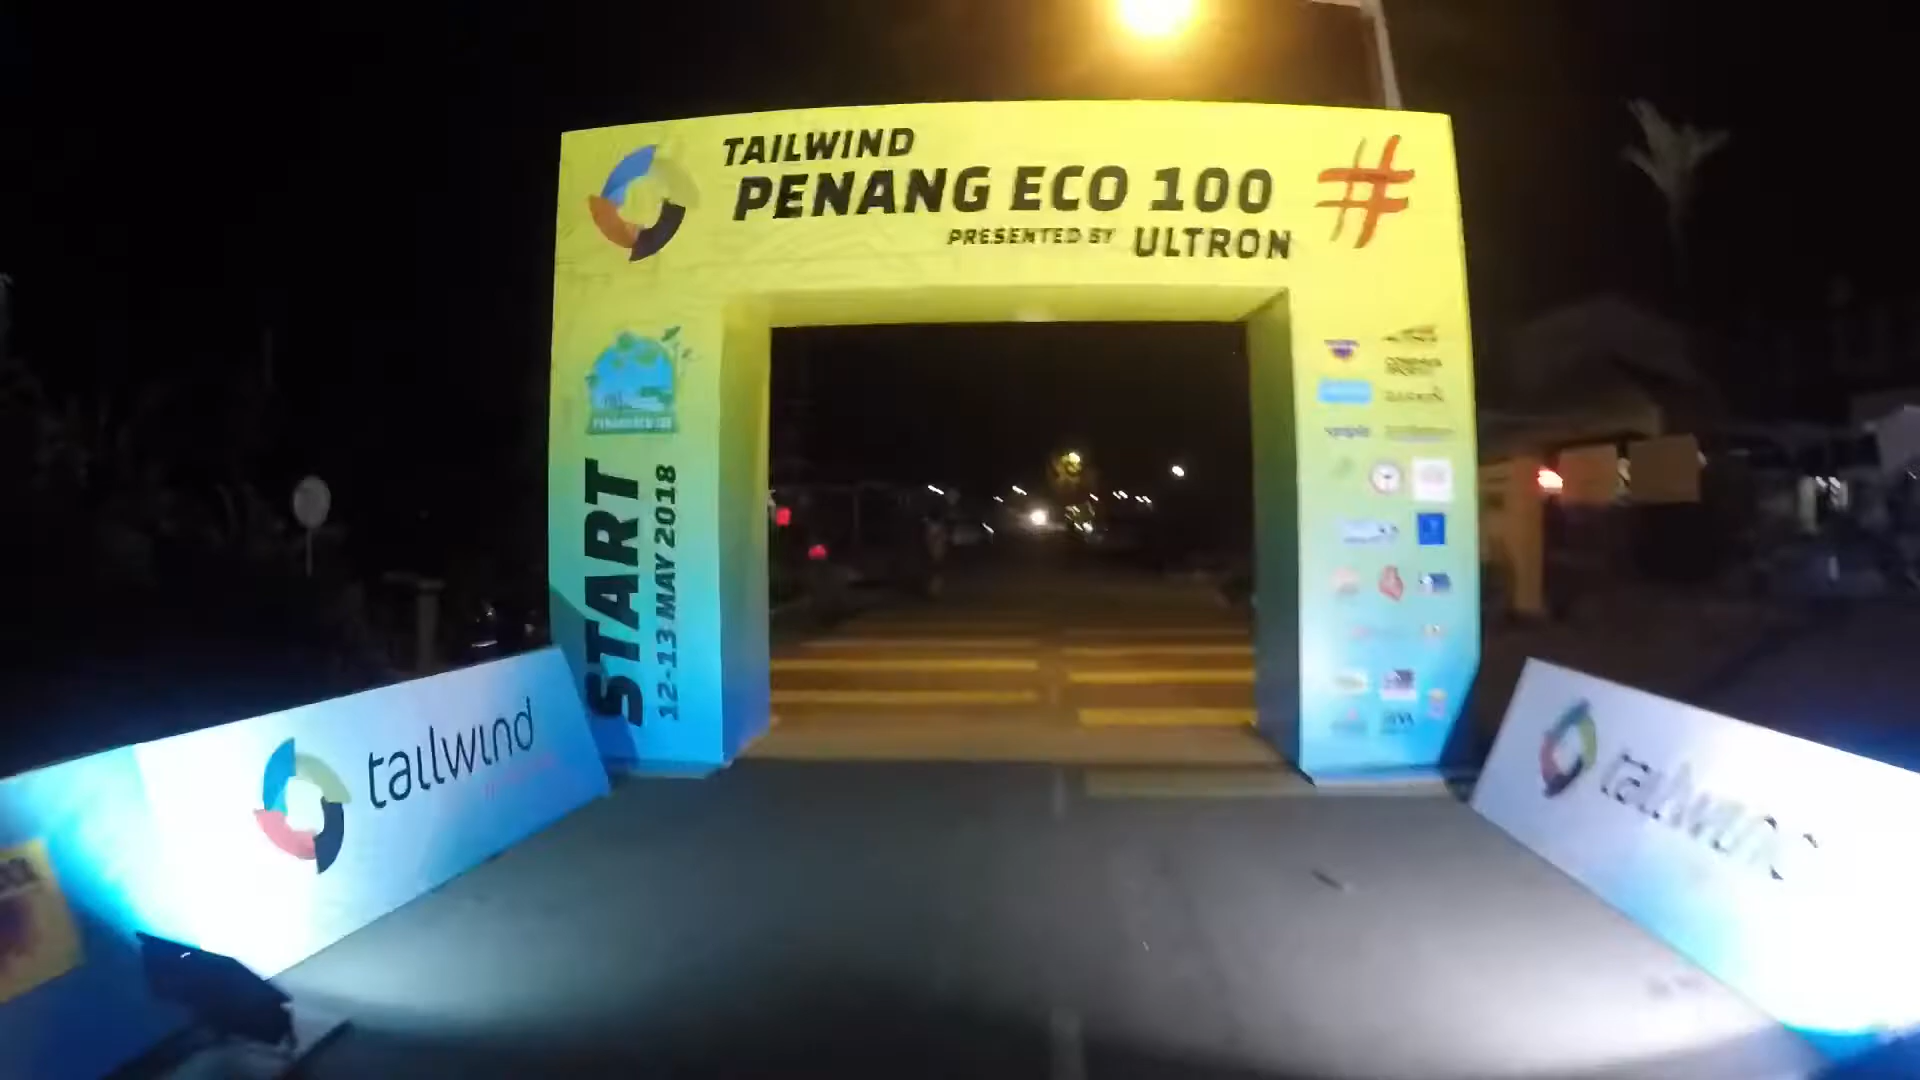 TAILWIND
PENANG ECO 100
PRESENTED BY ULTRON
#
START
12-13 MAY 2018
tailwind
tailwind